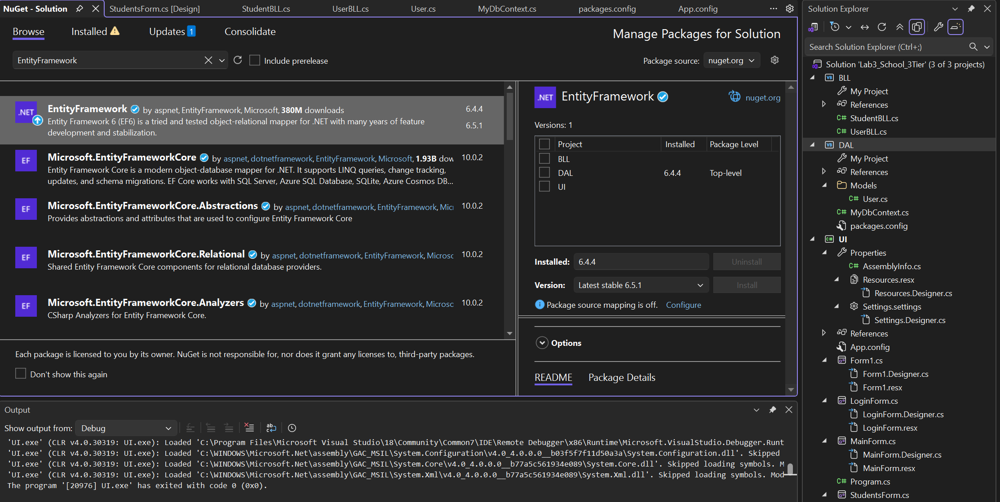 NuGet - Solution
StudentsForm.cs [Design]
StudentBLL.cs
UserBLL.cs
User.cs
MyDbContext.cs
packages.config
App.config
Browse
Installed
Updates 1
Consolidate
Manage Packages for Solution
EntityFramework
Include prerelease
Package source: nuget.org
.NET
EntityFramework by aspnet, EntityFramework, Microsoft, 380M downloads
6.4.4
Entity Framework 6 (EF6) is a tried and tested object-relational mapper for .NET with many years of feature
development and stabilization.
6.5.1
EF
Microsoft.EntityFrameworkCore by aspnet, dotnetframework, EntityFramework, Microsoft, 1.93B dow
10.0.2
Entity Framework Core is a modern object-database mapper for .NET. It supports LINQ queries, change tracking,
updates, and schema migrations. EF Core works with SQL Server, Azure SQL Database, SQLite, Azure Cosmos DB...
EF
Microsoft.EntityFrameworkCore.Abstractions by aspnet, dotnetframework, EntityFramework, Mic
10.0.2
Provides abstractions and attributes that are used to configure Entity Framework Core
EF
Microsoft.EntityFrameworkCore.Relational by aspnet, dotnetframework, EntityFramework, Microsc
10.0.2
Shared Entity Framework Core components for relational database providers.
EF
Microsoft.EntityFrameworkCore.Analyzers by aspnet, dotnetframework, EntityFramework, Microsc
10.0.2
CSharp Analyzers for Entity Framework Core.
Each package is licensed to you by its owner. NuGet is not responsible for, nor does it grant any licenses to, third-party packages.
Don't show this again
.NET
EntityFramework
nuget.org
Versions: 1
Project Installed Package Level
BLL
DAL 6.4.4 Top-level
UI
Installed: 6.4.4 Uninstall
Version: Latest stable 6.5.1 Install
Package source mapping is off. Configure
Options
README
Package Details
Output
Show output from: Debug
'UI.exe' (CLR v4.0.30319: UI.exe): Loaded 'C:\Program Files\Microsoft Visual Studio\18\Community\Common7\IDE\Remote Debugger\x86\Runtime\Microsoft.VisualStudio.Debugger.Runt
'UI.exe' (CLR v4.0.30319: UI.exe): Loaded 'C:\WINDOWS\Microsoft.Net\assembly\GAC_MSIL\System.Configuration\v4.0_4.0.0.0__b03f5f7f11d50a3a\System.Configuration.dll'. Skipped
'UI.exe' (CLR v4.0.30319: UI.exe): Loaded 'C:\WINDOWS\Microsoft.Net\assembly\GAC_MSIL\System.Core\v4.0_4.0.0.0__b77a5c561934e089\System.Core.dll'. Skipped loading symbols. M
'UI.exe' (CLR v4.0.30319: UI.exe): Loaded 'C:\WINDOWS\Microsoft.Net\assembly\GAC_MSIL\System.Xml\v4.0_4.0.0.0__b77a5c561934e089\System.Xml.dll'. Skipped loading symbols. Mod
The program '[20976] UI.exe' has exited with code 0 (0x0).
Solution Explorer
Search Solution Explorer (Ctrl+;)
Solution 'Lab3_School_3Tier' (3 of 3 projects)
VB BLL
My Project
References
C# StudentBLL.cs
C# UserBLL.cs
VB DAL
My Project
References
Models
C# User.cs
C# MyDbContext.cs
packages.config
C# UI
Properties
C# AssemblyInfo.cs
Resources.resx
Resources.Designer.cs
Settings.settings
Settings.Designer.cs
References
App.config
Form1.cs
Form1.Designer.cs
Form1.resx
LoginForm.cs
LoginForm.Designer.cs
LoginForm.resx
MainForm.cs
MainForm.Designer.cs
MainForm.resx
C# Program.cs
StudentsForm.cs